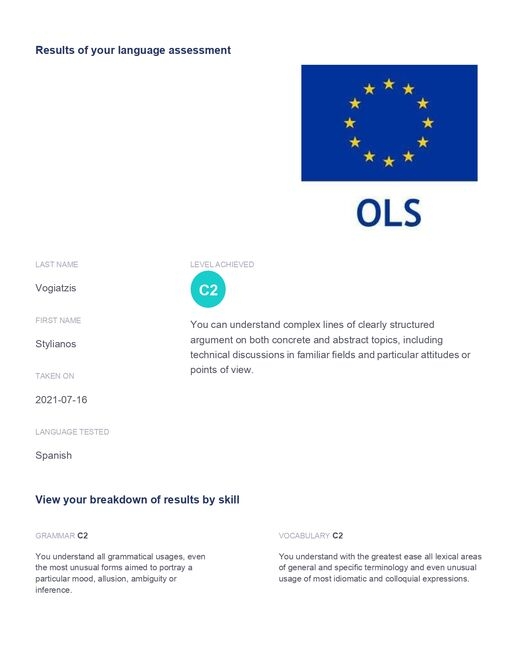 Results of your language assessment
OLS
LAST NAME
Vogiatzis
FIRST NAME
Stylianos
TAKEN ON
2021-07-16
LANGUAGE TESTED
Spanish
LEVEL ACHIEVED
C2
You can understand complex lines of clearly structured
argument on both concrete and abstract topics, including
technical discussions in familiar fields and particular attitudes or
points of view.
View your breakdown of results by skill
GRAMMAR C2
You understand all grammatical usages, even
the most unusual forms aimed to portray a
particular mood, allusion, ambiguity or
inference.
VOCABULARY C2
You understand with the greatest ease all lexical areas
of general and specific terminology and even unusual
usage of most idiomatic and colloquial expressions.